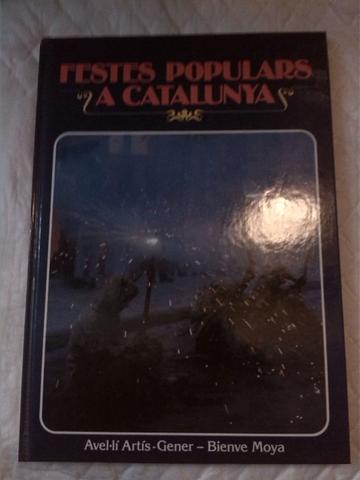 FESTES POPULARS
A CATALUNYA
Avel·lí Artís-Gener – Bienve Moya